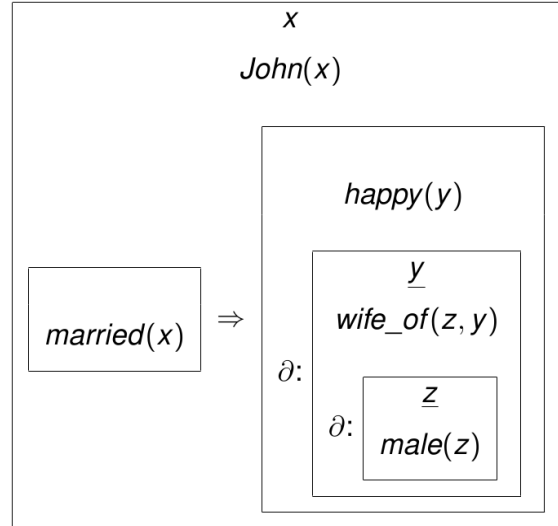 x
John(x)
happy(y)
married(x) ⇒
∂:
y
wife_of(z, y)
∂:
z
male(z)